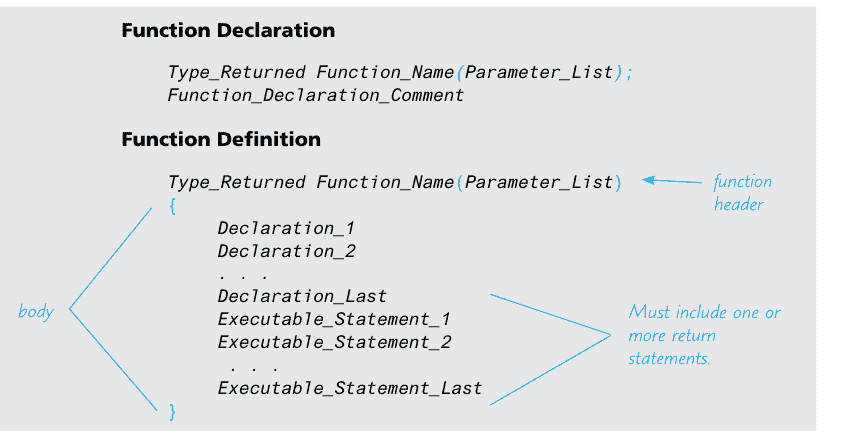 Function Declaration
Type_Returned Function_Name(Parameter_List);
Function_Declaration_Comment
Function Definition
Type_Returned Function_Name(Parameter_List)
function
header
{
Declaration_1
Declaration_2
. . .
Declaration_Last
Executable_Statement_1
Executable_Statement_2
. . .
Executable_Statement_Last
}
body
Must include one or
more return
statements.